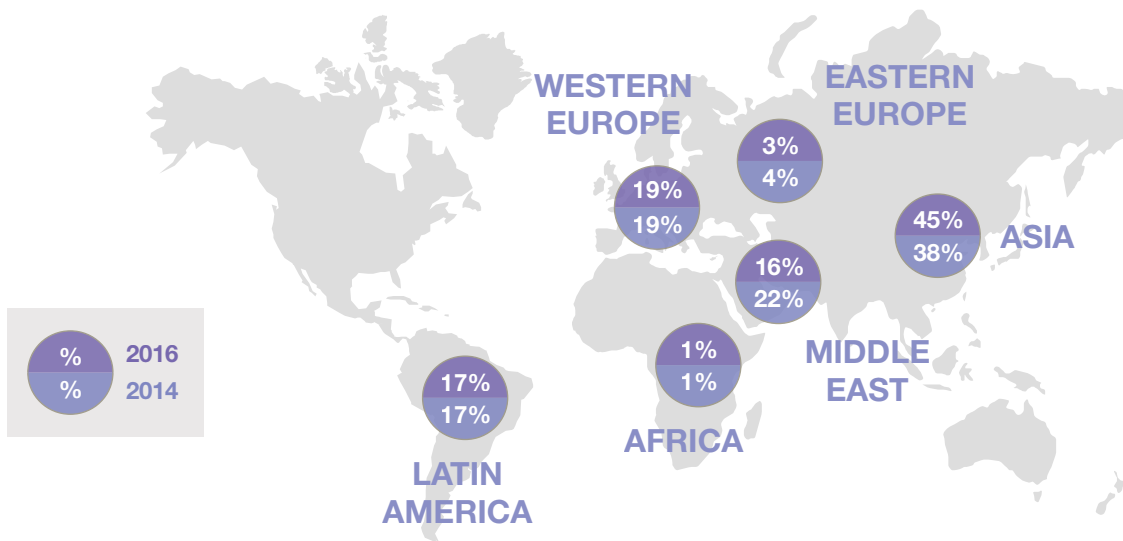 WESTERN
EUROPE
EASTERN
EUROPE
3%
4%
19%
19%
45%
38%
ASIA
16%
22%
MIDDLE
EAST
%
2016
%
2014
1%
1%
AFRICA
17%
17%
LATIN
AMERICA